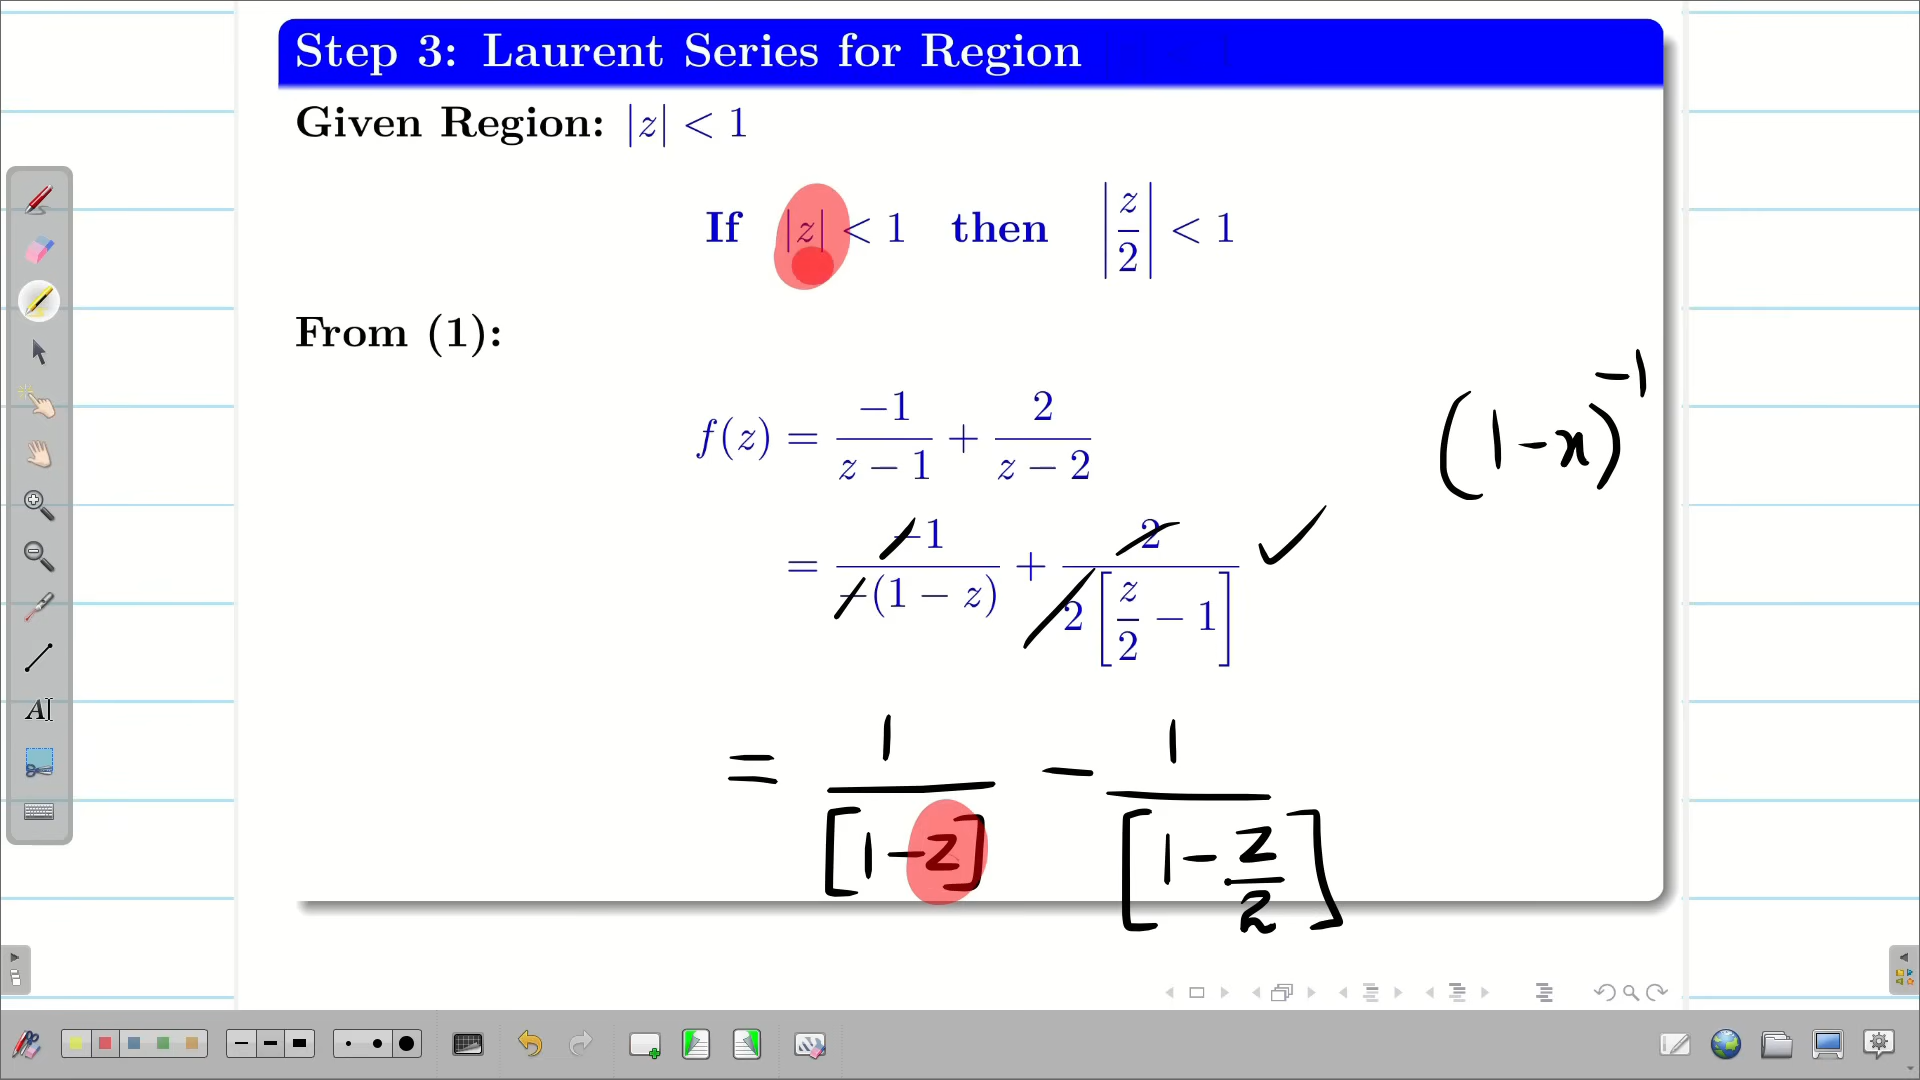 Step 3: Laurent Series for Region
Given Region: |z| < 1
If |z| < 1 then |z/2| < 1
From (1):
f(z) = -1/(z − 1) + 2/(z − 2)
(1-x)^-1
= -1/(-(1 − z)) + 2/(2[z/2 − 1]) ✓
= 1/[1-z] - 1/[1-z/2]